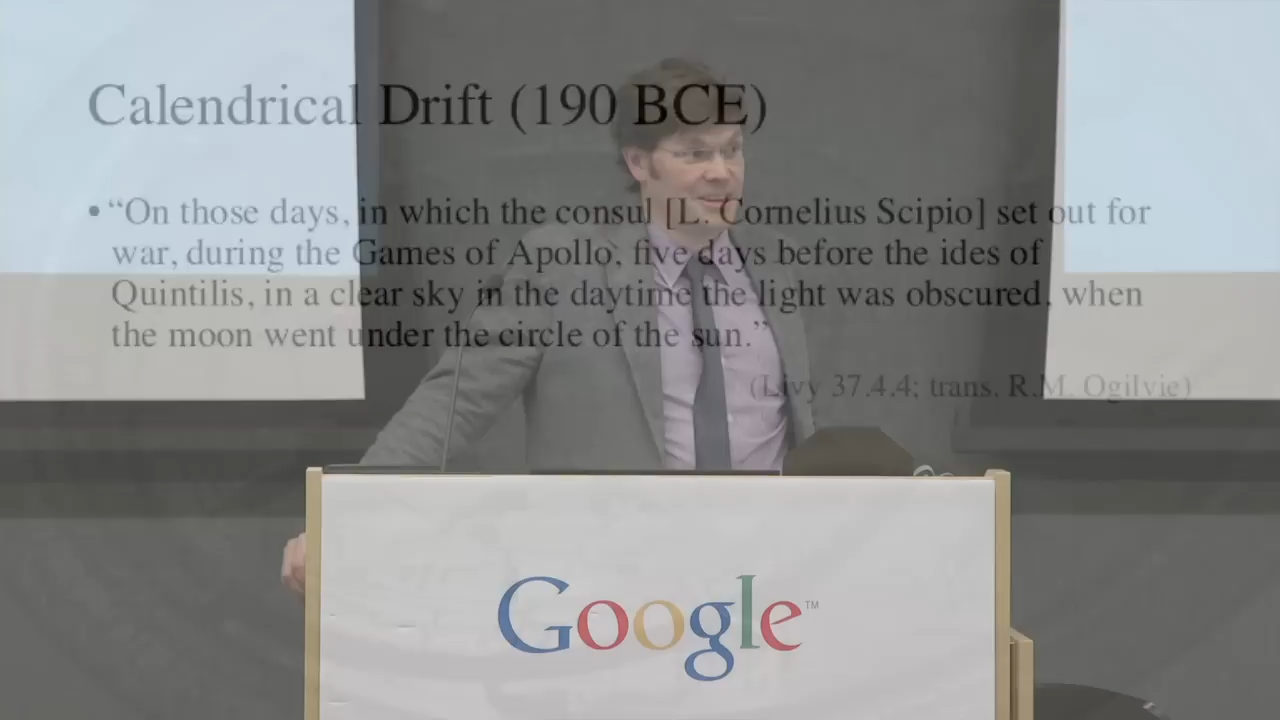 Calendrical Drift (190 BCE)
• “On those days, in which the consul [L. Cornelius Scipio] set out for
war, during the Games of Apollo, five days before the ides of
Quintilis, in a clear sky in the daytime the light was obscured, when
the moon went under the circle of the sun.”
(Livy 37.4.4; trans. R.M. Ogilvie)
Google™